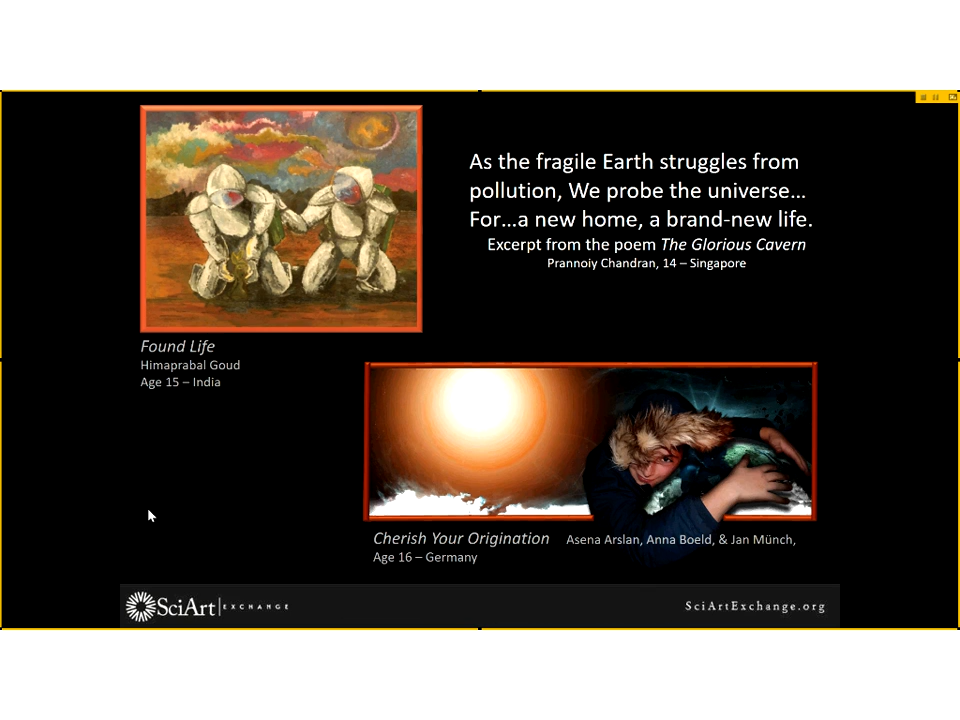 As the fragile Earth struggles from
pollution, We probe the universe…
For…a new home, a brand-new life.
Excerpt from the poem The Glorious Cavern
Prannoiy Chandran, 14 – Singapore
Found Life
Himaprabal Goud
Age 15 – India
Cherish Your Origination Asena Arslan, Anna Boeld, & Jan Münch,
Age 16 – Germany
SciArt EXCHANGE
SciArtExchange.org